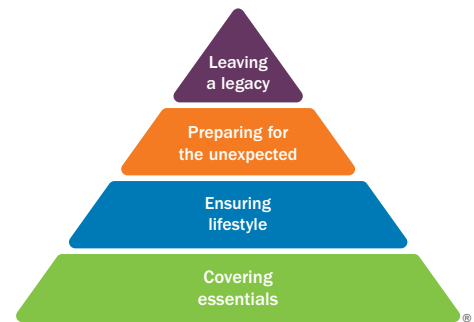 Leaving
a legacy
Preparing for
the unexpected
Ensuring
lifestyle
Covering
essentials
®